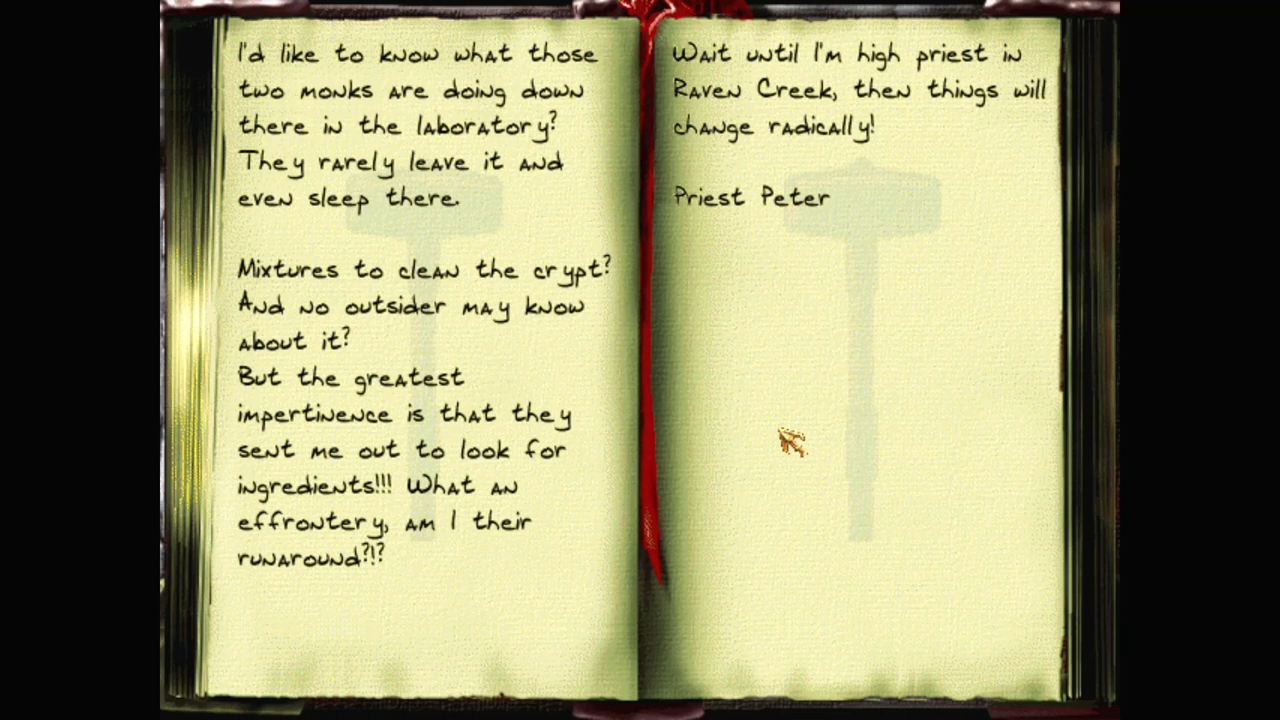 I'd like to know what those
two monks are doing down
there in the laboratory?
They rarely leave it and
even sleep there.
Mixtures to clean the crypt?
And no outsider may know
about it?
But the greatest
impertinence is that they
sent me out to look for
ingredients!!! What an
effrontery, am I their
runaround?!?
Wait until I'm high priest in
Raven Creek, then things will
change radically!
Priest Peter